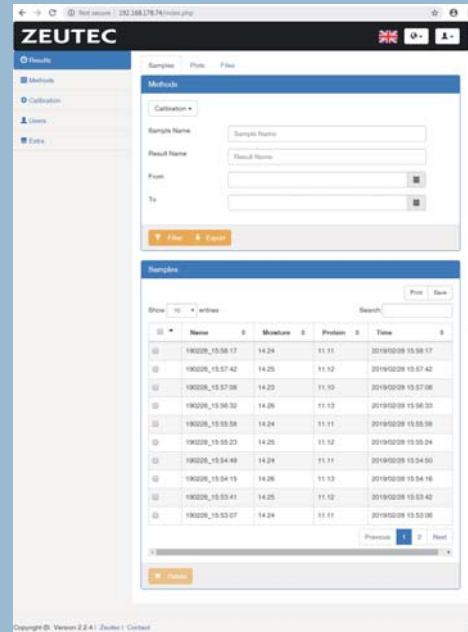 Not secure | 192.168.178.74/index.php
ZEUTEC
Results
Methods
Calibration
Users
Extra
Samples Plots Files
Methods
Calibration
Sample Name Sample Name
Result Name Result Name
From
To
Filter Export
Samples
Print Save
Show 10 entries Search:
Name Moisture Protein Time
190228_15:58:17 14.24 11.11 2019/02/28 15:58:17
190228_15:57:42 14.25 11.12 2019/02/28 15:57:42
190228_15:57:08 14.23 11.10 2019/02/28 15:57:08
190228_15:56:32 14.26 11.13 2019/02/28 15:56:33
190228_15:55:58 14.24 11.11 2019/02/28 15:55:58
190228_15:55:23 14.25 11.12 2019/02/28 15:55:24
190228_15:54:49 14.24 11.11 2019/02/28 15:54:50
190228_15:54:15 14.26 11.13 2019/02/28 15:54:16
190228_15:53:41 14.25 11.12 2019/02/28 15:53:42
190228_15:53:07 14.24 11.11 2019/02/28 15:53:08
Previous 1 2 Next
Delete
Copyright ©. Version 2.2.4 | Zeutec | Contact